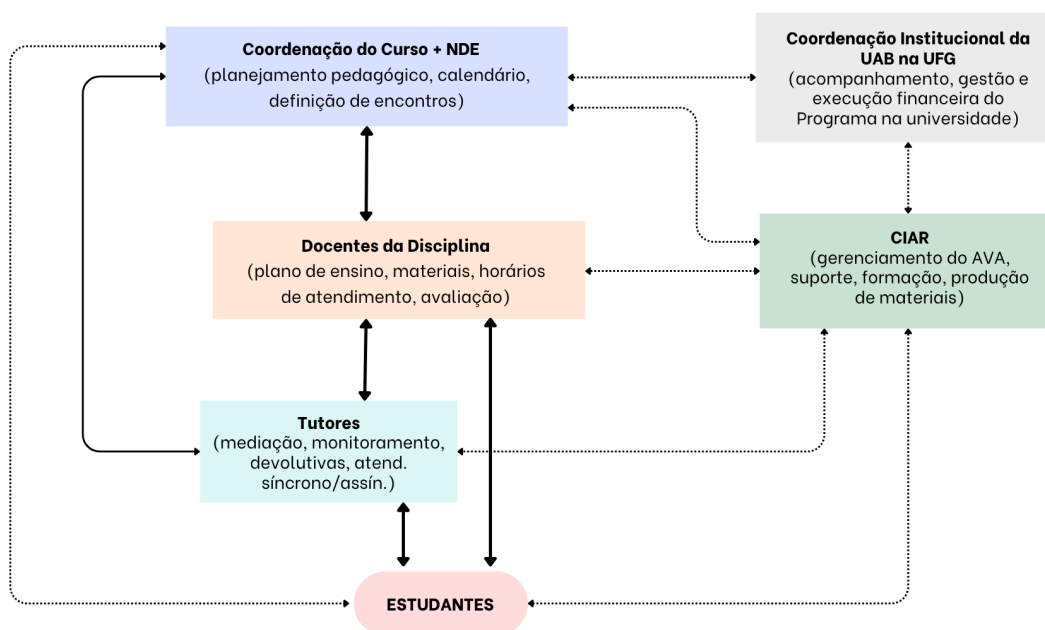 Coordenação do Curso + NDE
(planejamento pedagógico, calendário,
definição de encontros)
Coordenação Institucional da
UAB na UFG
(acompanhamento, gestão e
execução financeira do
Programa na universidade)
Docentes da Disciplina
(plano de ensino, materiais, horários
de atendimento, avaliação)
CIAR
(gerenciamento do AVA,
suporte, formação, produção
de materiais)
Tutores
(mediação, monitoramento,
devolutivas, atend.
síncrono/assín.)
ESTUDANTES